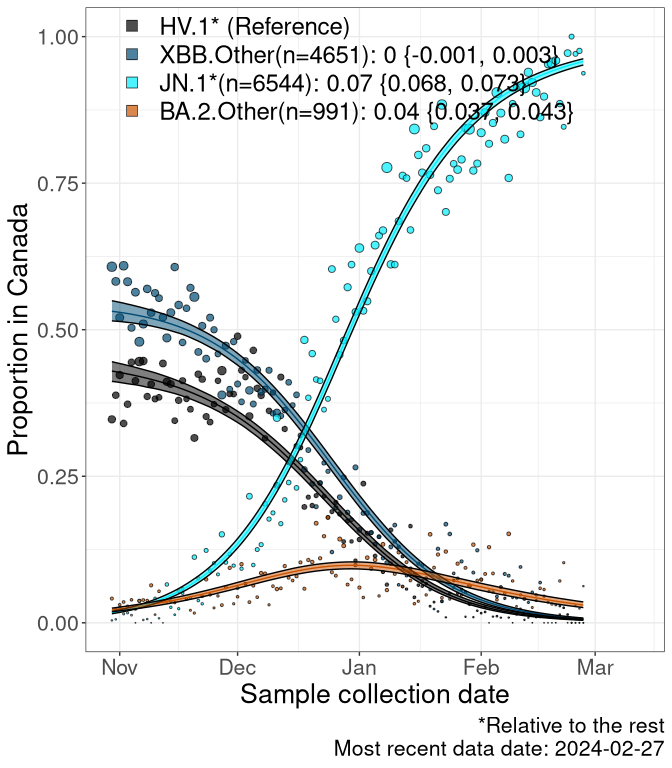 HV.1* (Reference)
XBB.Other(n=4651): 0 {-0.001, 0.003}
JN.1*(n=6544): 0.07 {0.068, 0.073}
BA.2.Other(n=991): 0.04 {0.037, 0.043}
Proportion in Canada
1.00
0.75
0.50
0.25
0.00
Nov Dec Jan Feb Mar
Sample collection date
*Relative to the rest
Most recent data date: 2024-02-27